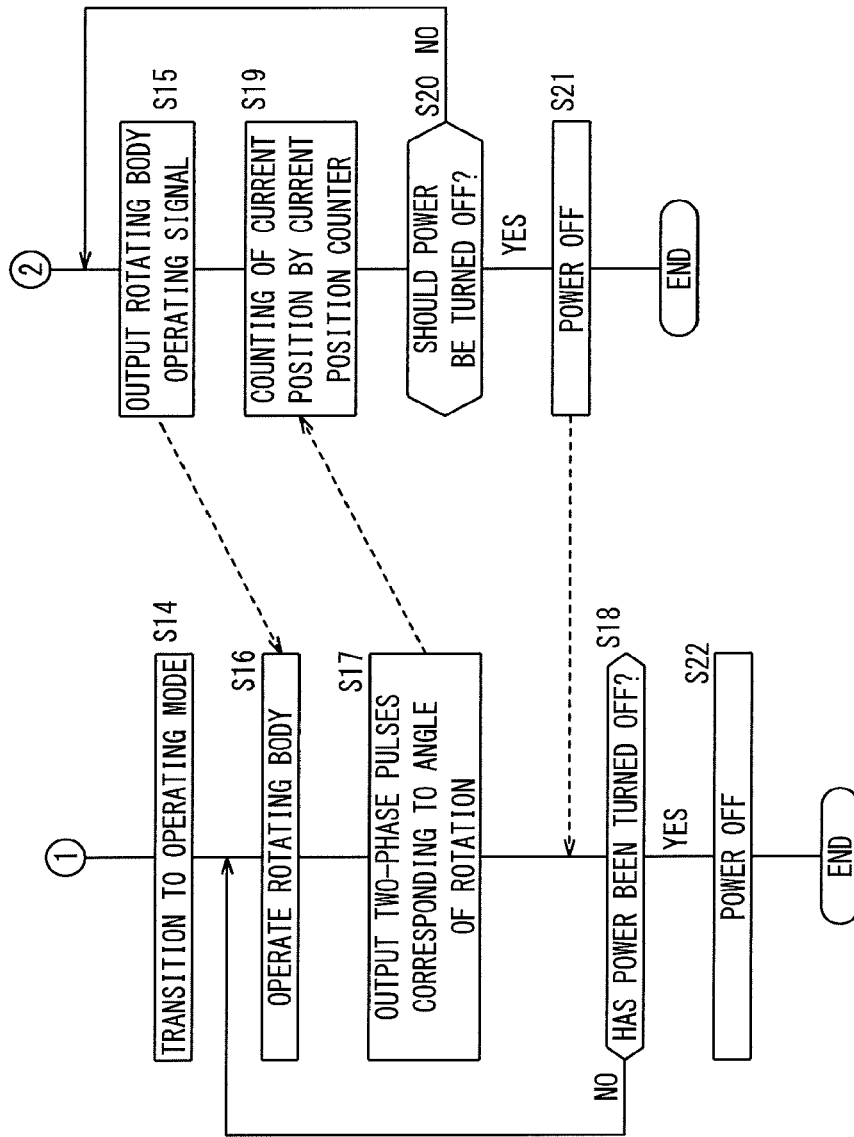 1
TRANSITION TO OPERATING MODE
S14
OPERATE ROTATING BODY
S16
OUTPUT TWO-PHASE PULSES
CORRESPONDING TO ANGLE
OF ROTATION
S17
HAS POWER BEEN TURNED OFF?
S18
NO
YES
POWER OFF
S22
END
2
OUTPUT ROTATING BODY
OPERATING SIGNAL
S15
COUNTING OF CURRENT
POSITION BY CURRENT
POSITION COUNTER
S19
SHOULD POWER
BE TURNED OFF?
S20 NO
YES
POWER OFF
S21
END